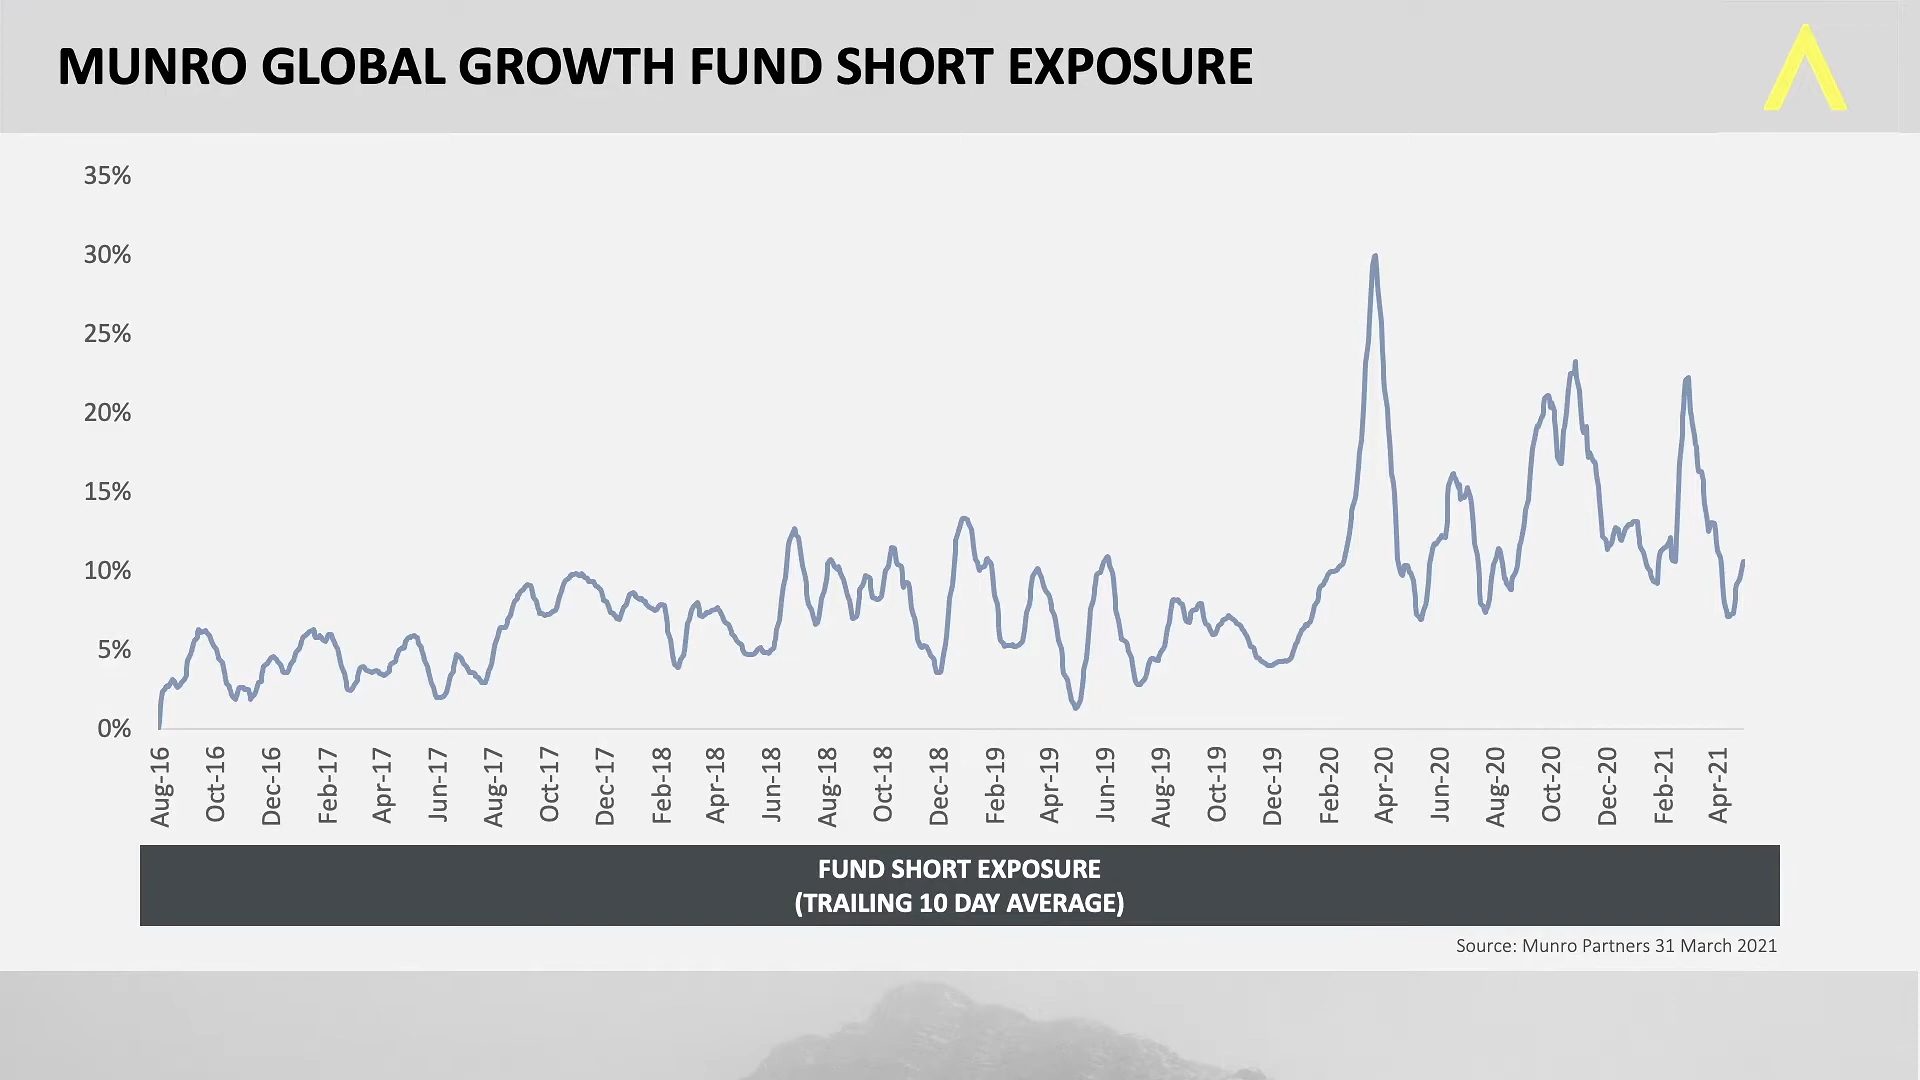 MUNRO GLOBAL GROWTH FUND SHORT EXPOSURE
35%
30%
25%
20%
15%
10%
5%
0%
Aug-16
Oct-16
Dec-16
Feb-17
Apr-17
Jun-17
Aug-17
Oct-17
Dec-17
Feb-18
Apr-18
Jun-18
Aug-18
Oct-18
Dec-18
Feb-19
Apr-19
Jun-19
Aug-19
Oct-19
Dec-19
Feb-20
Apr-20
Jun-20
Aug-20
Oct-20
Dec-20
Feb-21
Apr-21
FUND SHORT EXPOSURE
(TRAILING 10 DAY AVERAGE)
Source: Munro Partners 31 March 2021